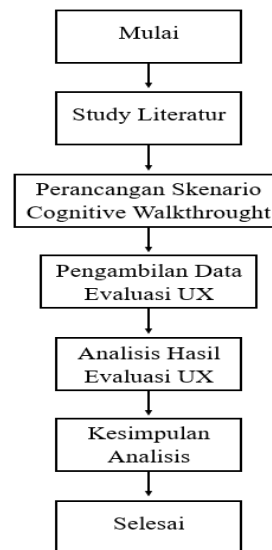 Mulai
Study Literatur
Perancangan Skenario
Cognitive Walkthrought
Pengambilan Data
Evaluasi UX
Analisis Hasil
Evaluasi UX
Kesimpulan
Analisis
Selesai